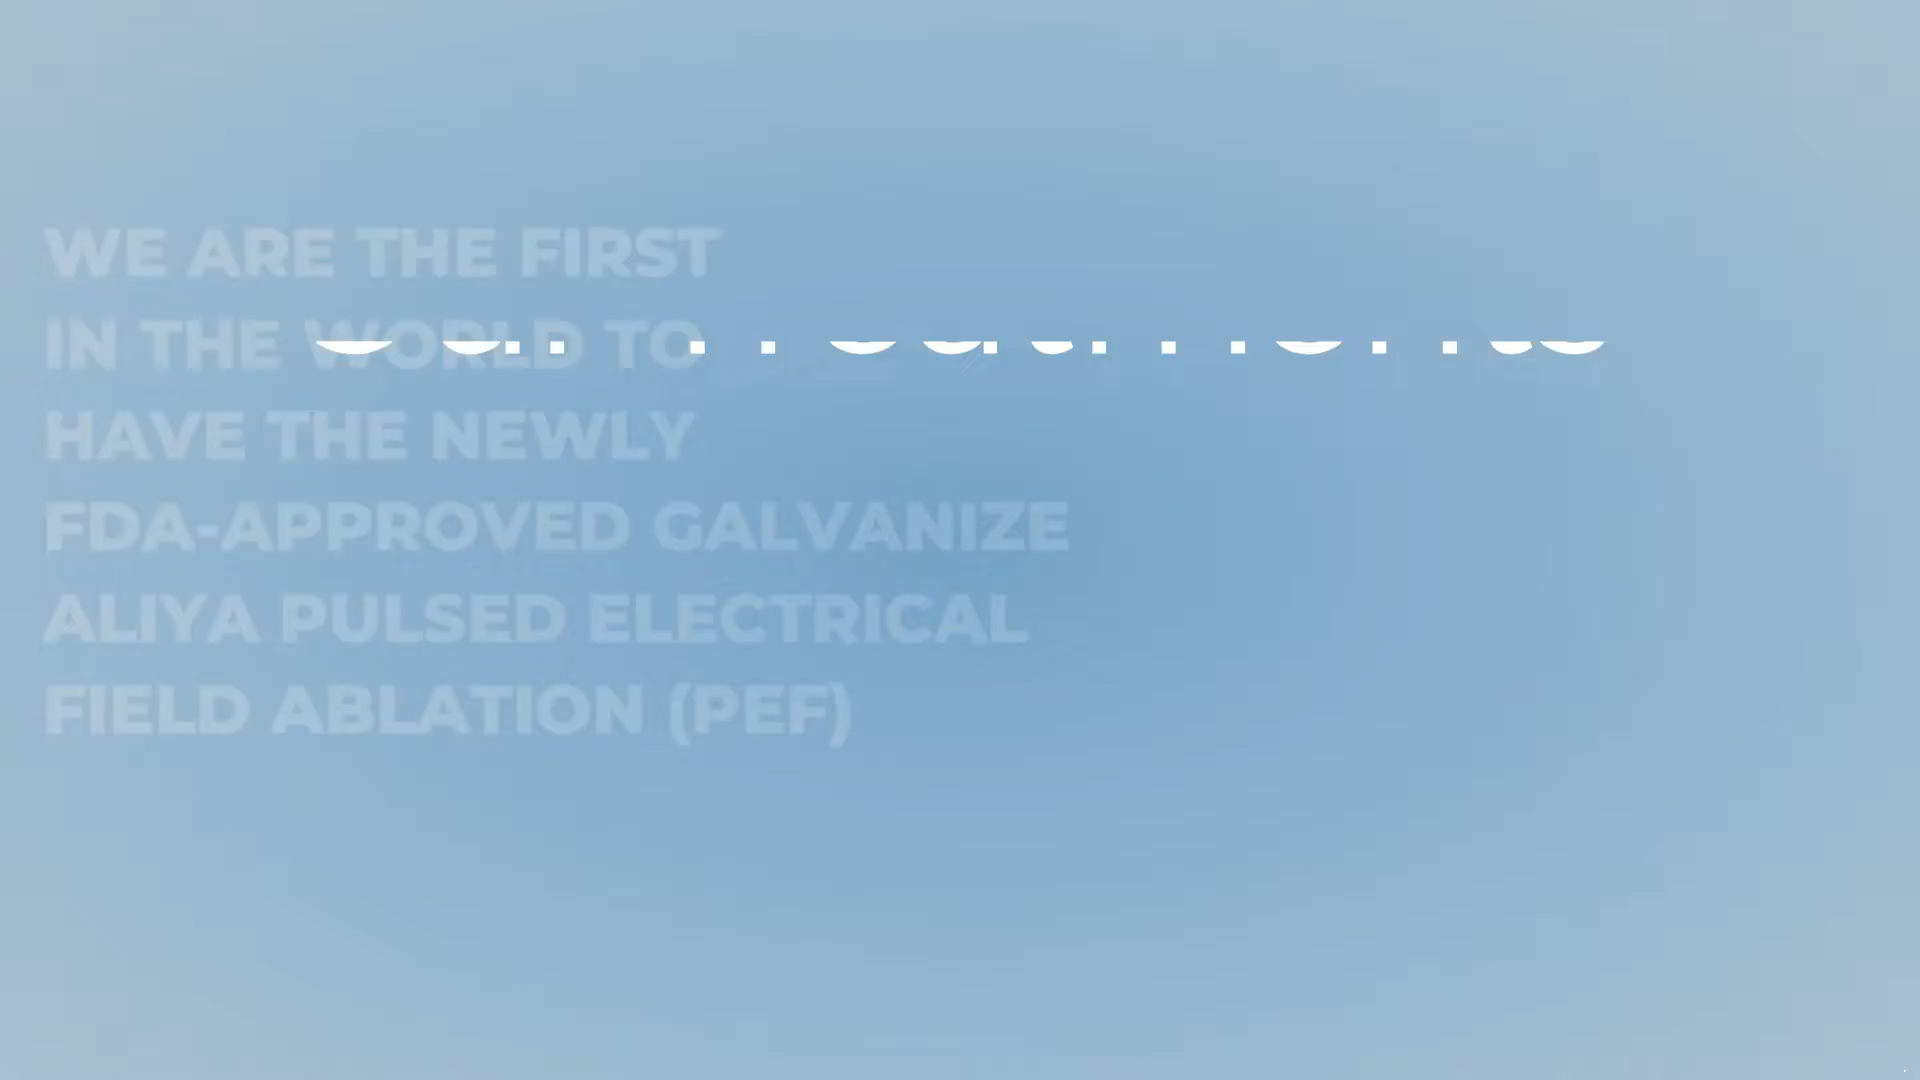 WE ARE THE FIRST
IN THE WORLD TO
HAVE THE NEWLY
FDA-APPROVED GALVANIZE
ALIYA PULSED ELECTRICAL
FIELD ABLATION (PEF)